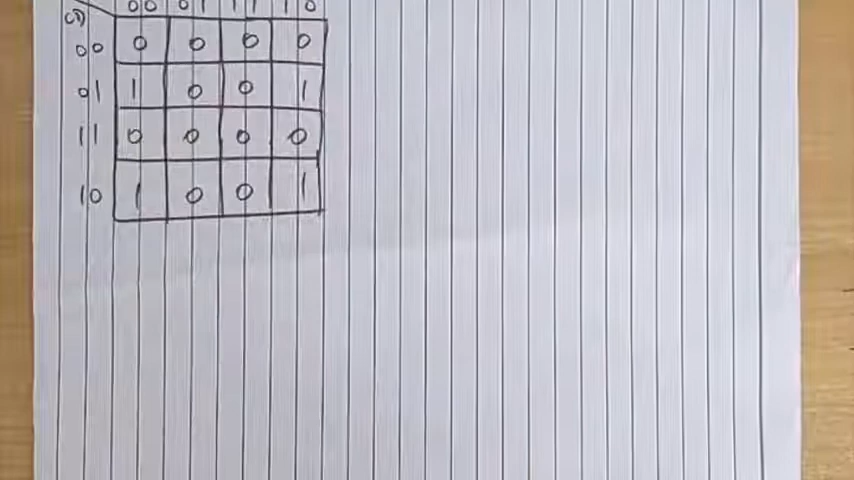 00 01 11 10
CD
00 0 0 0 0
01 1 0 0 1
11 0 0 0 0
10 1 0 0 1